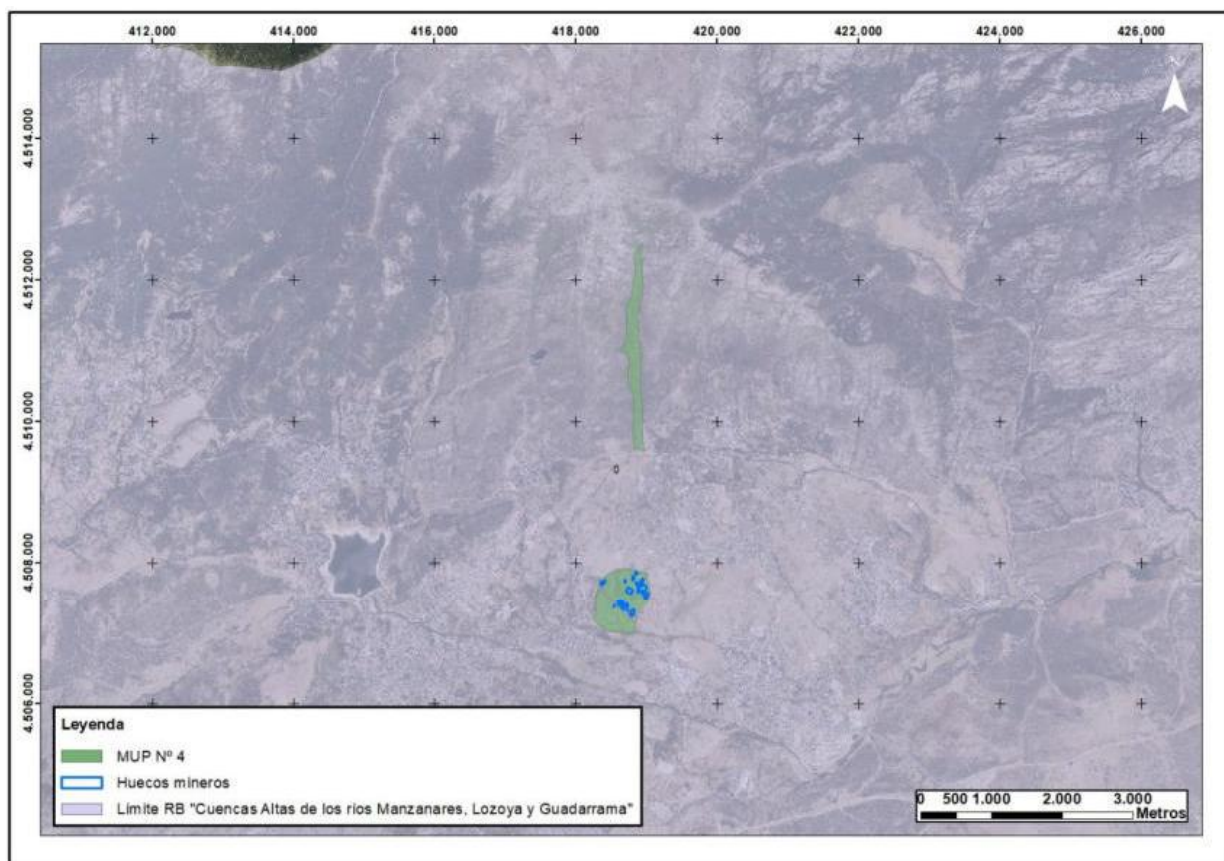 412.000 414.000 416.000 418.000 420.000 422.000 424.000 426.000
4.514.000
4.512.000
4.510.000
4.508.000
4.506.000
Leyenda
MUP Nº 4
Huecos mineros
Límite RB "Cuencas Altas de los ríos Manzanares, Lozoya y Guadarrama"
0 500 1.000 2.000 3.000
Metros